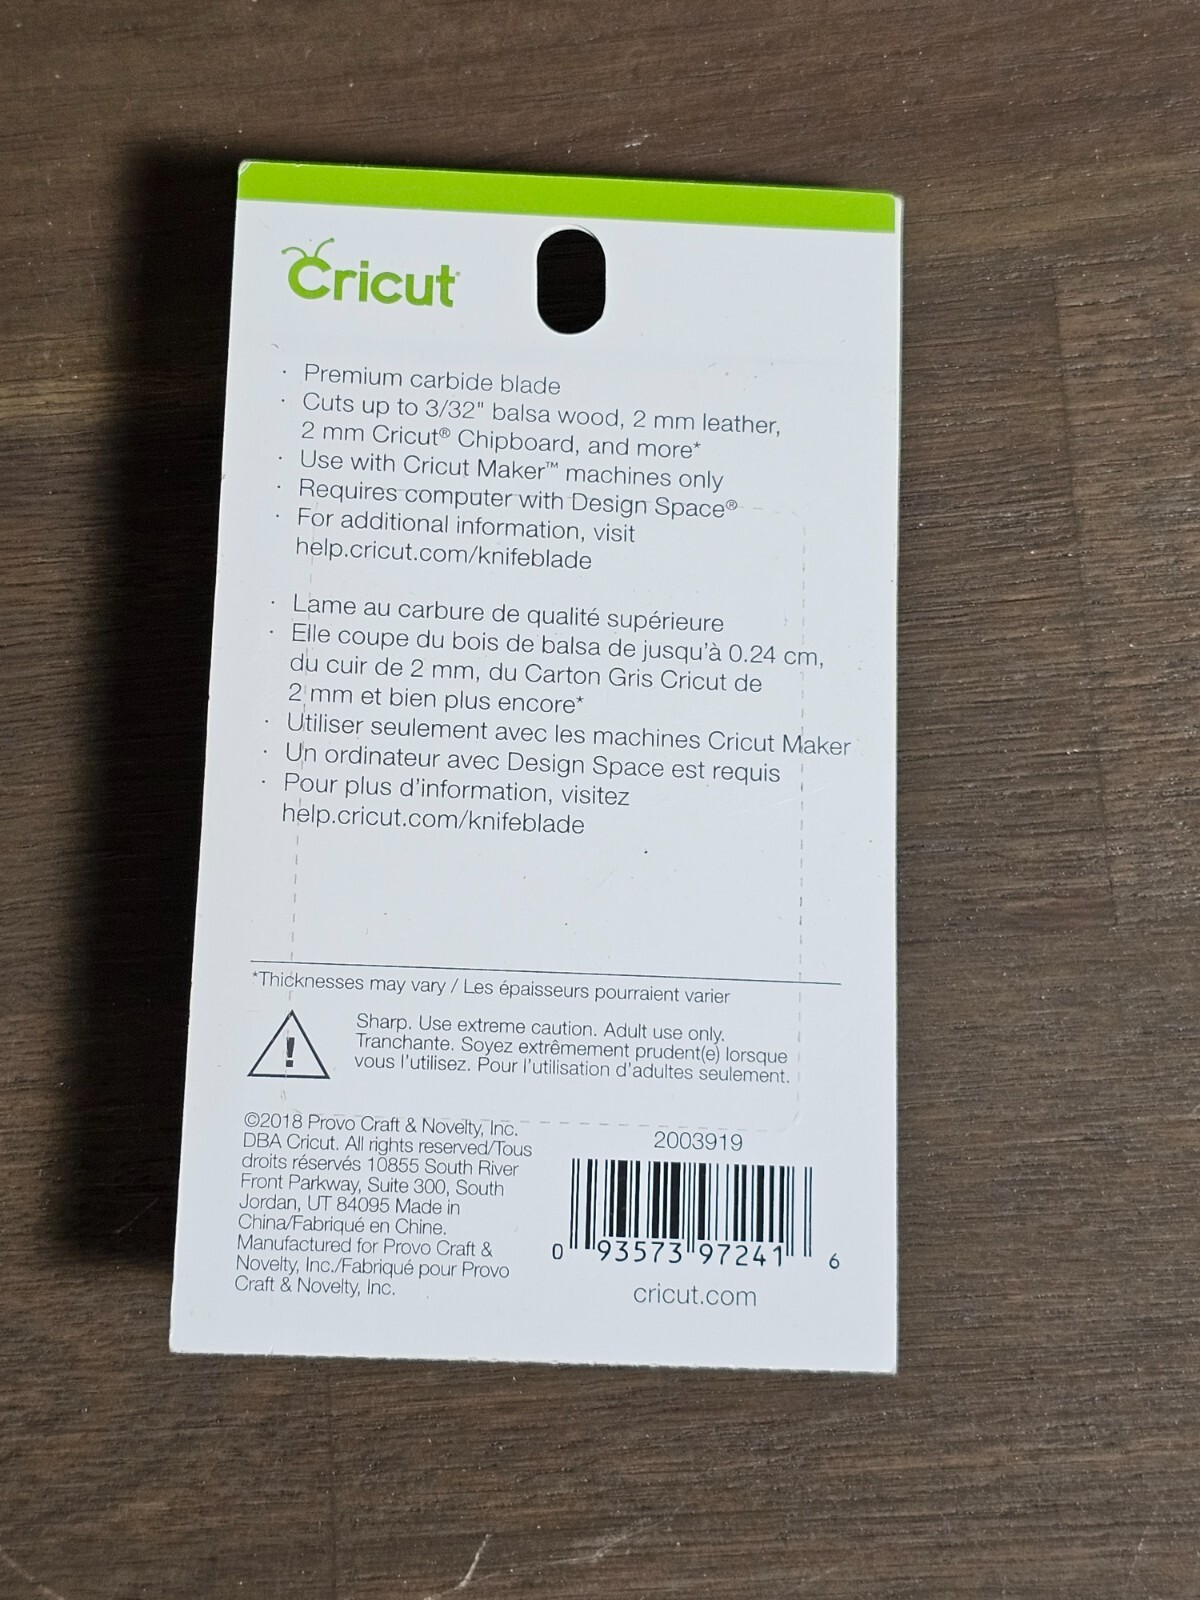 Cricut
· Premium carbide blade
· Cuts up to 3/32" balsa wood, 2 mm leather,
2 mm Cricut® Chipboard, and more*
· Use with Cricut Maker™ machines only
· Requires computer with Design Space®
· For additional information, visit
help.cricut.com/knifeblade
· Lame au carbure de qualité supérieure
· Elle coupe du bois de balsa de jusqu'à 0.24 cm,
du cuir de 2 mm, du Carton Gris Cricut de
2 mm et bien plus encore*
· Utiliser seulement avec les machines Cricut Maker
· Un ordinateur avec Design Space est requis
· Pour plus d'information, visitez
help.cricut.com/knifeblade
*Thicknesses may vary / Les épaisseurs pourraient varier
!
Sharp. Use extreme caution. Adult use only.
Tranchante. Soyez extrêmement prudent(e) lorsque
vous l'utilisez. Pour l'utilisation d'adultes seulement.
©2018 Provo Craft & Novelty, Inc.
DBA Cricut. All rights reserved/Tous
droits réservés 10855 South River
Front Parkway, Suite 300, South
Jordan, UT 84095 Made in
China/Fabriqué en Chine.
Manufactured for Provo Craft &
Novelty, Inc./Fabriqué pour Provo
Craft & Novelty, Inc.
2003919
0 93573 97241 6
cricut.com